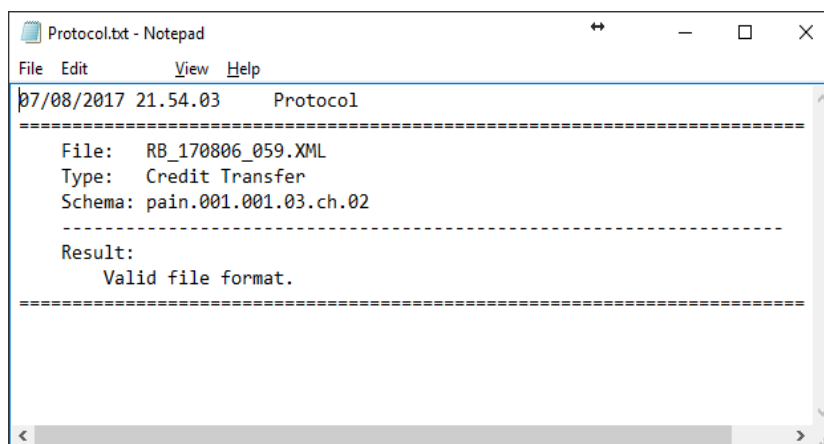 Protocol.txt - Notepad
File Edit View Help
07/08/2017 21.54.03     Protocol
==========================================================================
    File:   RB_170806_059.XML
    Type:   Credit Transfer
    Schema: pain.001.001.03.ch.02
    --------------------------------------------------------------------
    Result:
        Valid file format.
==========================================================================